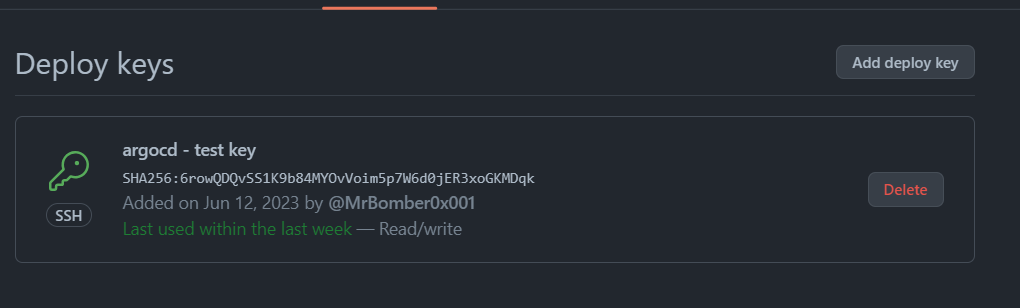 Deploy keys
Add deploy key
argocd - test key
SHA256:6rowQDQvSS1K9b84MYOvVoim5p7W6d0jER3xoGKMDqk
Added on Jun 12, 2023 by @MrBomber0x001
Last used within the last week — Read/write
SSH
Delete